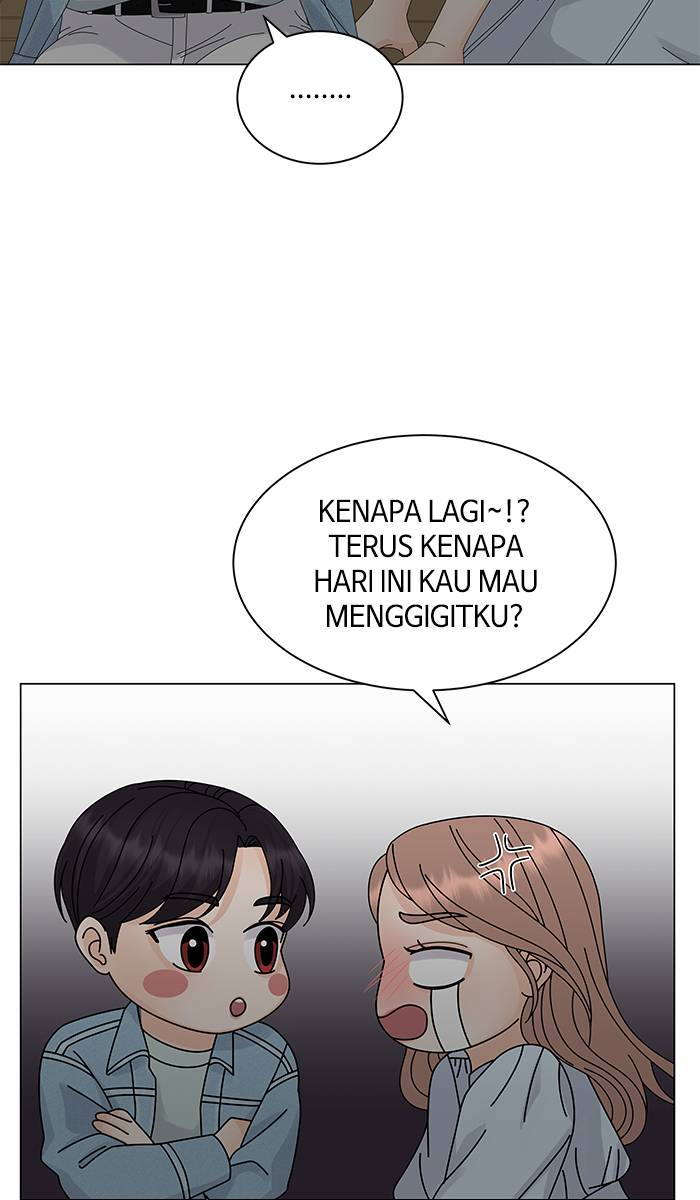 ........
KENAPA LAGI~!?
TERUS KENAPA
HARI INI KAU MAU
MENGGIGITKU?